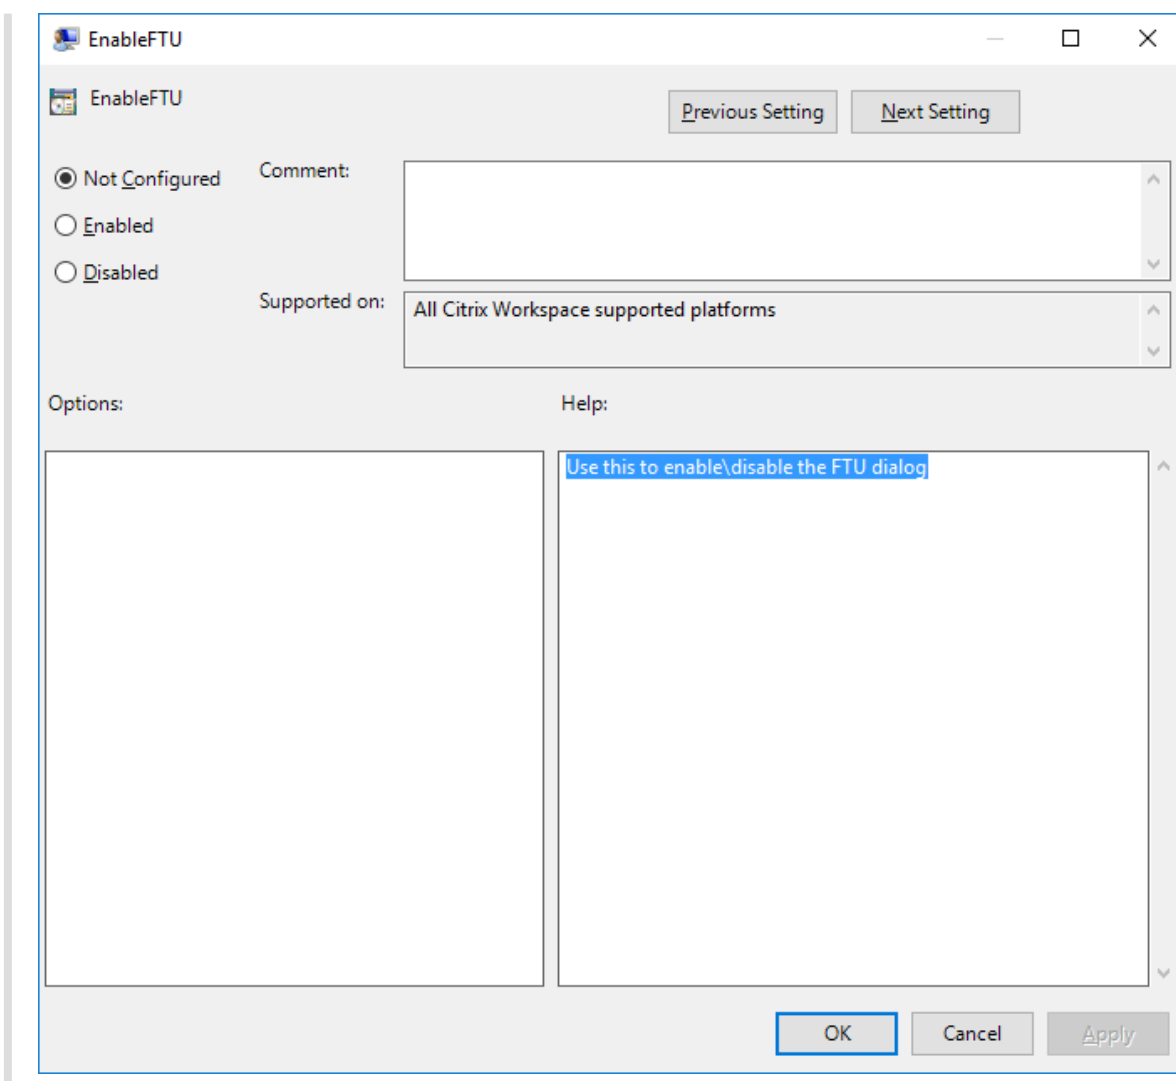 EnableFTU
EnableFTU
Previous Setting
Next Setting
Not Configured
Comment:
Enabled
Disabled
Supported on:
All Citrix Workspace supported platforms
Options:
Help:
Use this to enable\disable the FTU dialog
OK
Cancel
Apply